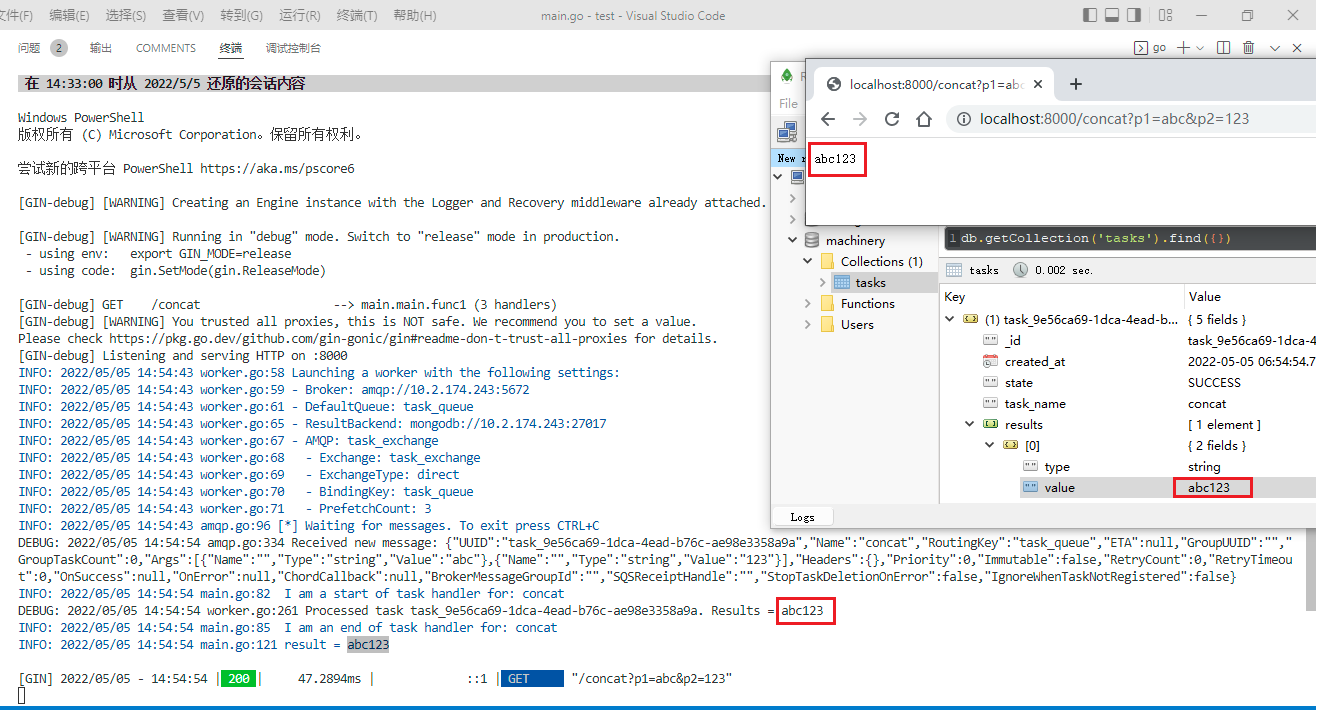 文件(F) 编辑(E) 选择(S) 查看(V) 转到(G) 运行(R) 终端(T) 帮助(H) main.go - test - Visual Studio Code
问题 2 输出 COMMENTS 终端 调试控制台 go
在 14:33:00 时从 2022/5/5 还原的会话内容
Windows PowerShell
版权所有 (C) Microsoft Corporation。保留所有权利。
尝试新的跨平台 PowerShell https://aka.ms/pscore6
[GIN-debug] [WARNING] Creating an Engine instance with the Logger and Recovery middleware already attached.
[GIN-debug] [WARNING] Running in "debug" mode. Switch to "release" mode in production.
- using env: export GIN_MODE=release
- using code: gin.SetMode(gin.ReleaseMode)
[GIN-debug] GET /concat --> main.main.func1 (3 handlers)
[GIN-debug] [WARNING] You trusted all proxies, this is NOT safe. We recommend you to set a value.
Please check https://pkg.go.dev/github.com/gin-gonic/gin#readme-don-t-trust-all-proxies for details.
[GIN-debug] Listening and serving HTTP on :8000
INFO: 2022/05/05 14:54:43 worker.go:58 Launching a worker with the following settings:
INFO: 2022/05/05 14:54:43 worker.go:59 - Broker: amqp://10.2.174.243:5672
INFO: 2022/05/05 14:54:43 worker.go:61 - DefaultQueue: task_queue
INFO: 2022/05/05 14:54:43 worker.go:65 - ResultBackend: mongodb://10.2.174.243:27017
INFO: 2022/05/05 14:54:43 worker.go:67 - AMQP: task_exchange
INFO: 2022/05/05 14:54:43 worker.go:68 - Exchange: task_exchange
INFO: 2022/05/05 14:54:43 worker.go:69 - ExchangeType: direct
INFO: 2022/05/05 14:54:43 worker.go:70 - BindingKey: task_queue
INFO: 2022/05/05 14:54:43 worker.go:71 - PrefetchCount: 3
INFO: 2022/05/05 14:54:43 amqp.go:96 [*] Waiting for messages. To exit press CTRL+C
DEBUG: 2022/05/05 14:54:54 amqp.go:334 Received new message: {"UUID":"task_9e56ca69-1dca-4ead-b76c-ae98e3358a9a","Name":"concat","RoutingKey":"task_queue","ETA":null,"GroupUUID":"","
GroupTaskCount":0,"Args":[{"Name":"","Type":"string","Value":"abc"},{"Name":"","Type":"string","Value":"123"}],"Headers":{},"Priority":0,"Immutable":false,"RetryCount":0,"RetryTimeou
t":0,"OnSuccess":null,"OnError":null,"ChordCallback":null,"BrokerMessageGroupId":"","SQSReceiptHandle":"","StopTaskDeletionOnError":false,"IgnoreWhenTaskNotRegistered":false}
INFO: 2022/05/05 14:54:54 main.go:82 I am a start of task handler for: concat
DEBUG: 2022/05/05 14:54:54 worker.go:261 Processed task task_9e56ca69-1dca-4ead-b76c-ae98e3358a9a. Results = abc123
INFO: 2022/05/05 14:54:54 main.go:85 I am an end of task handler for: concat
INFO: 2022/05/05 14:54:54 main.go:121 result = abc123
[GIN] 2022/05/05 - 14:54:54 | 200 | 47.2894ms | ::1 | GET "/concat?p1=abc&p2=123"
localhost:8000/concat?p1=abc
localhost:8000/concat?p1=abc&p2=123
abc123
File
New
machinery
Collections (1)
tasks
Functions
Users
Logs
1 db.getCollection('tasks').find({})
tasks 0.002 sec.
Key Value
(1) task_9e56ca69-1dca-4ead-b... { 5 fields }
_id task_9e56ca69-1dca-4
created_at 2022-05-05 06:54:54.7
state SUCCESS
task_name concat
results [ 1 element ]
[0] { 2 fields }
type string
value abc123